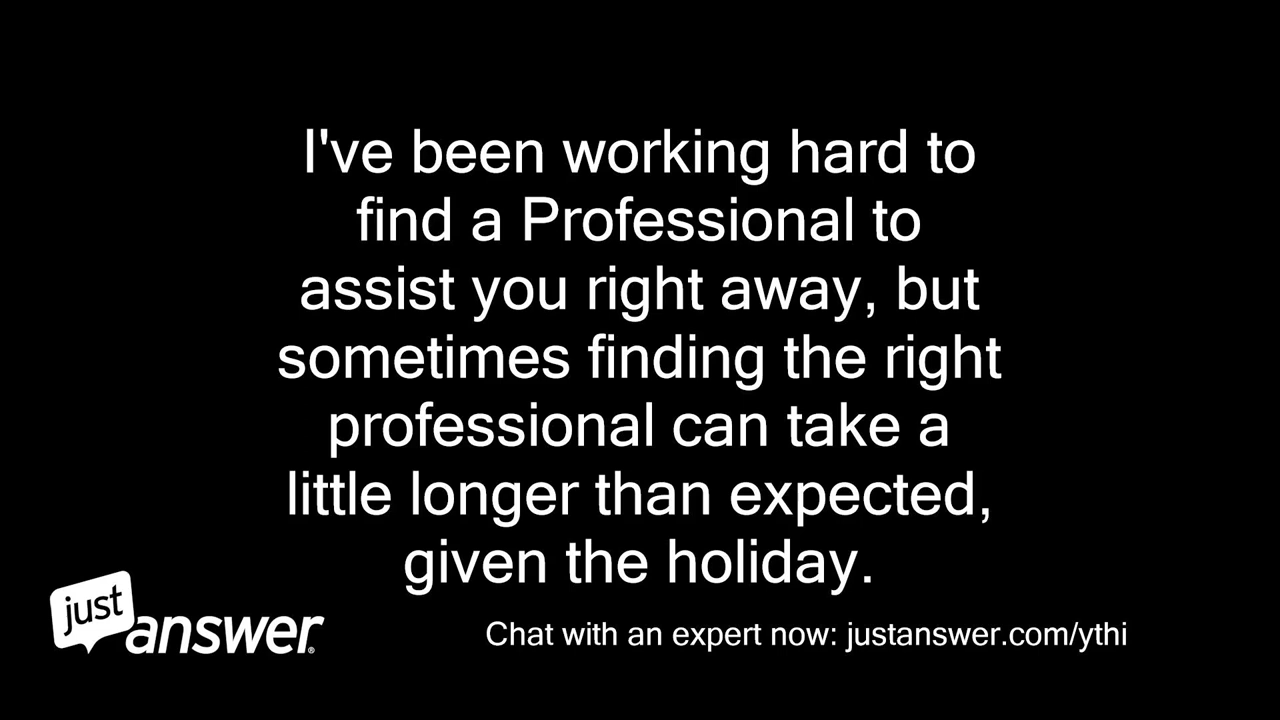 I've been working hard to
find a Professional to
assist you right away, but
sometimes finding the right
professional can take a
little longer than expected,
given the holiday.
just
answer®
Chat with an expert now: justanswer.com/ythi